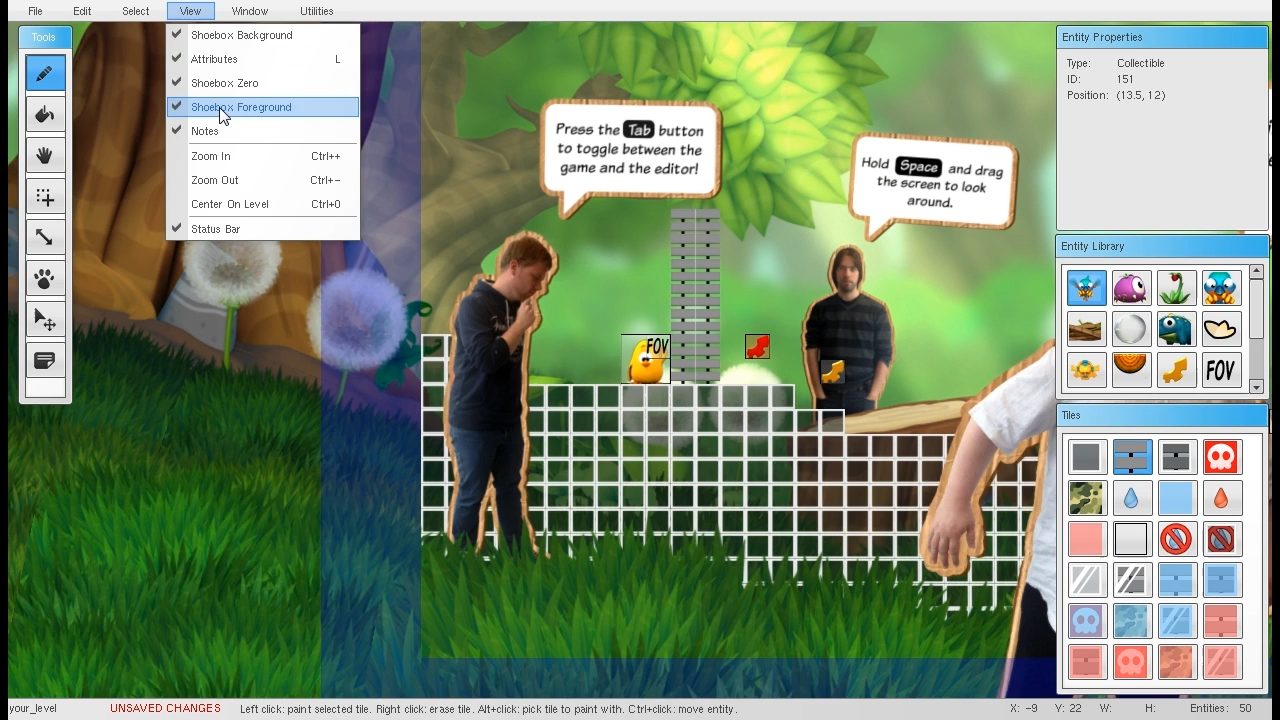 File Edit Select View Window Utilities
Tools
Shoebox Background
Attributes L
Shoebox Zero
Shoebox Foreground
Notes
Zoom In Ctrl++
Zoom Out Ctrl+-
Center On Level Ctrl+0
Status Bar
Press the Tab button
to toggle between the
game and the editor!
Hold Space and drag
the screen to look
around.
FOV
Entity Properties
Type: Collectible
ID: 151
Position: (13.5, 12)
Entity Library
FOV
Tiles
your_level UNSAVED CHANGES Left click: paint selected tile. Right click: erase tile. Alt+click: pick tile to paint with. Ctrl+click: move entity. X: -9 Y: 22 W: H: Entities: 50